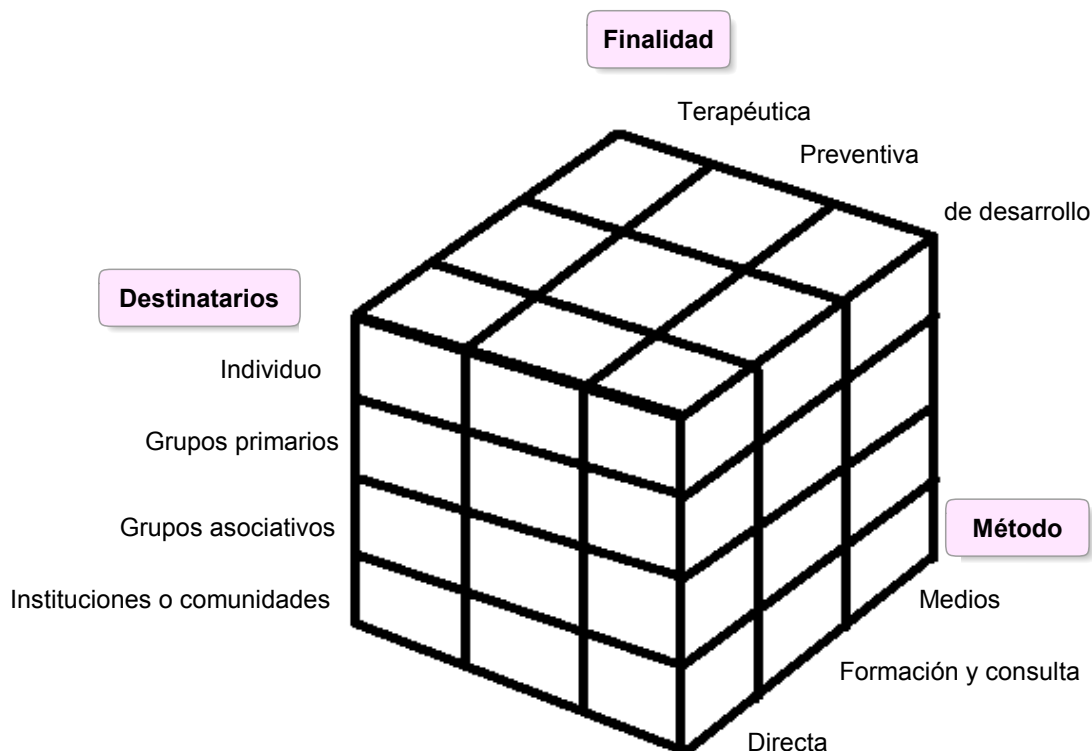 Finalidad
Terapéutica
Preventiva
de desarrollo
Destinatarios
Individuo
Grupos primarios
Grupos asociativos
Instituciones o comunidades
Método
Medios
Formación y consulta
Directa